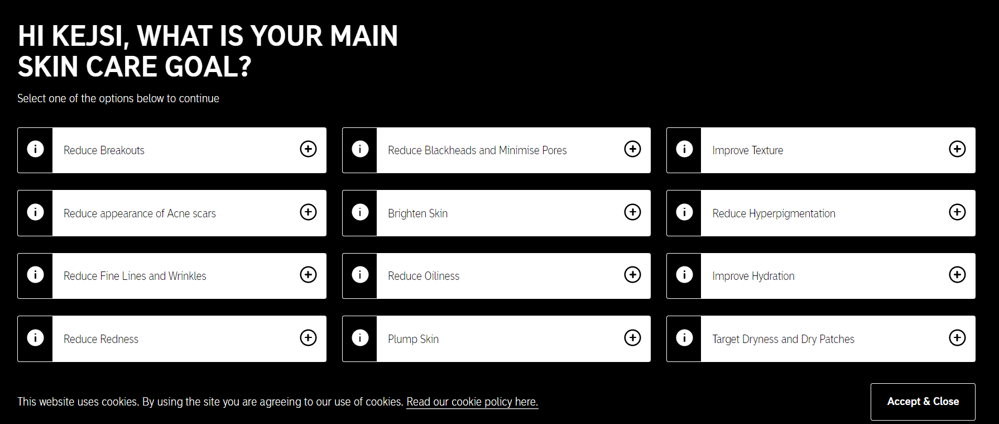 HI KEJSI, WHAT IS YOUR MAIN
SKIN CARE GOAL?
Select one of the options below to continue
Reduce Breakouts
Reduce Blackheads and Minimise Pores
Improve Texture
Reduce appearance of Acne scars
Brighten Skin
Reduce Hyperpigmentation
Reduce Fine Lines and Wrinkles
Reduce Oiliness
Improve Hydration
Reduce Redness
Plump Skin
Target Dryness and Dry Patches
This website uses cookies. By using the site you are agreeing to our use of cookies. Read our cookie policy here.
Accept & Close